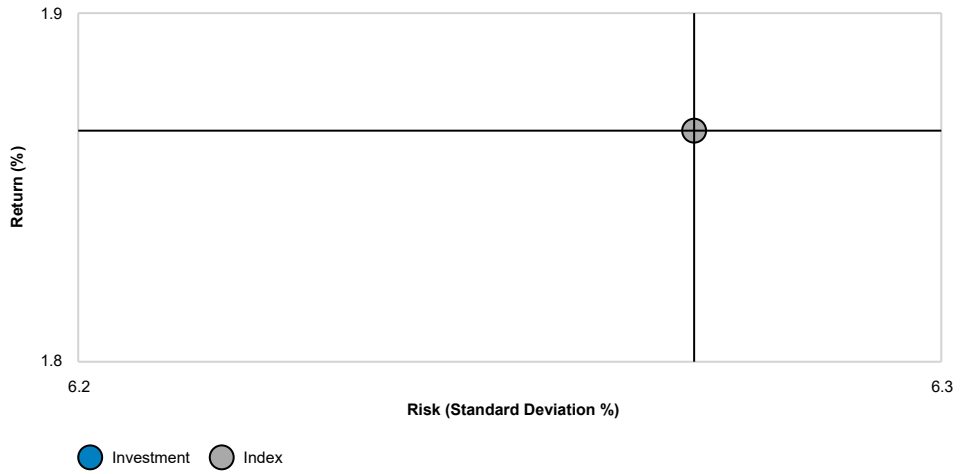 1.9
Return (%)
1.8
6.2
6.3
Risk (Standard Deviation %)
Investment
Index